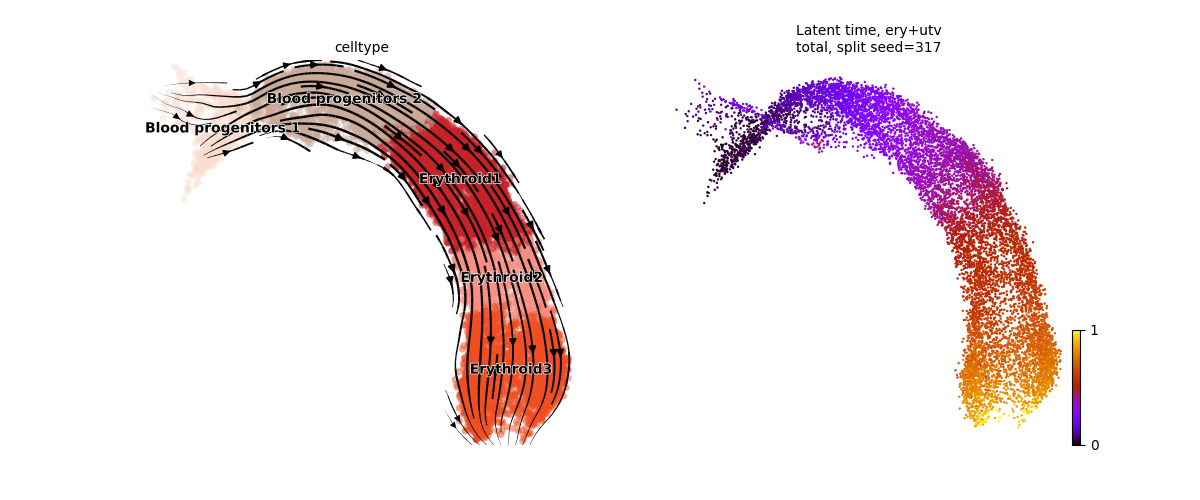 celltype
Blood progenitors 2
Blood progenitors 1
Erythroid1
Erythroid2
Erythroid3
Latent time, ery+utv
total, split seed=317
1
0